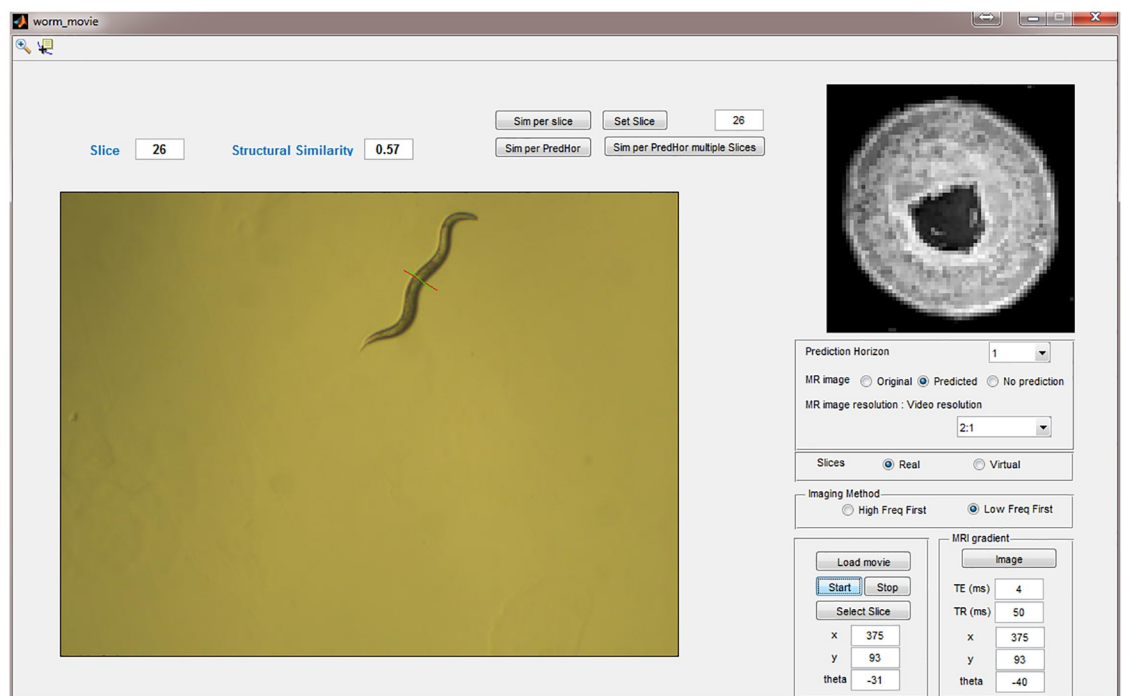 worm_movie
Sim per slice Set Slice 26
Slice 26 Structural Similarity 0.57 Sim per PredHor Sim per PredHor multiple Slices
Prediction Horizon 1
MR image Original Predicted No prediction
MR image resolution : Video resolution
2:1
Slices Real Virtual
Imaging Method
High Freq First Low Freq First
Load movie
Start Stop
Select Slice
x 375
y 93
theta -31
MRI gradient
Image
TE (ms) 4
TR (ms) 50
x 375
y 93
theta -40